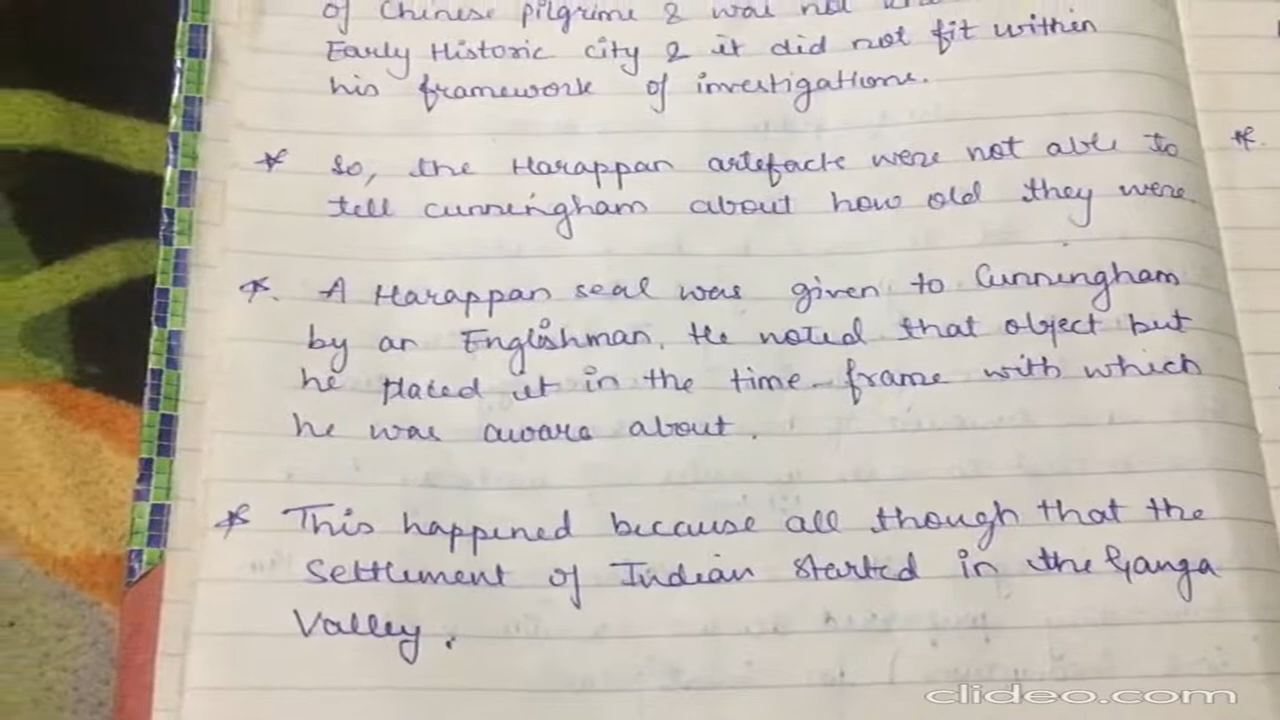 of Chinese pilgrims & was not
Early Historic city & it did not fit within
his framework of investigations.
* So, the Harappan artefacts were not able to
tell cunningham about how old they were.
*. A Harappan seal was given to Cunningham
by an Englishman. He noted that object but
he placed it in the time-frame with which
he was aware about.
* This happened because all though that the
settlement of Indian started in the Ganga
Valley.
*.
clideo.com